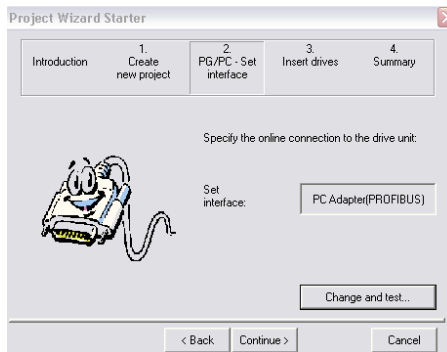 Project Wizard Starter
Introduction
1.
Create
new project
2.
PG/PC - Set
interface
3.
Insert drives
4.
Summary
Specify the online connection to the drive unit:
Set
interface:
PC Adapter(PROFIBUS)
Change and test...
< Back
Continue >
Cancel